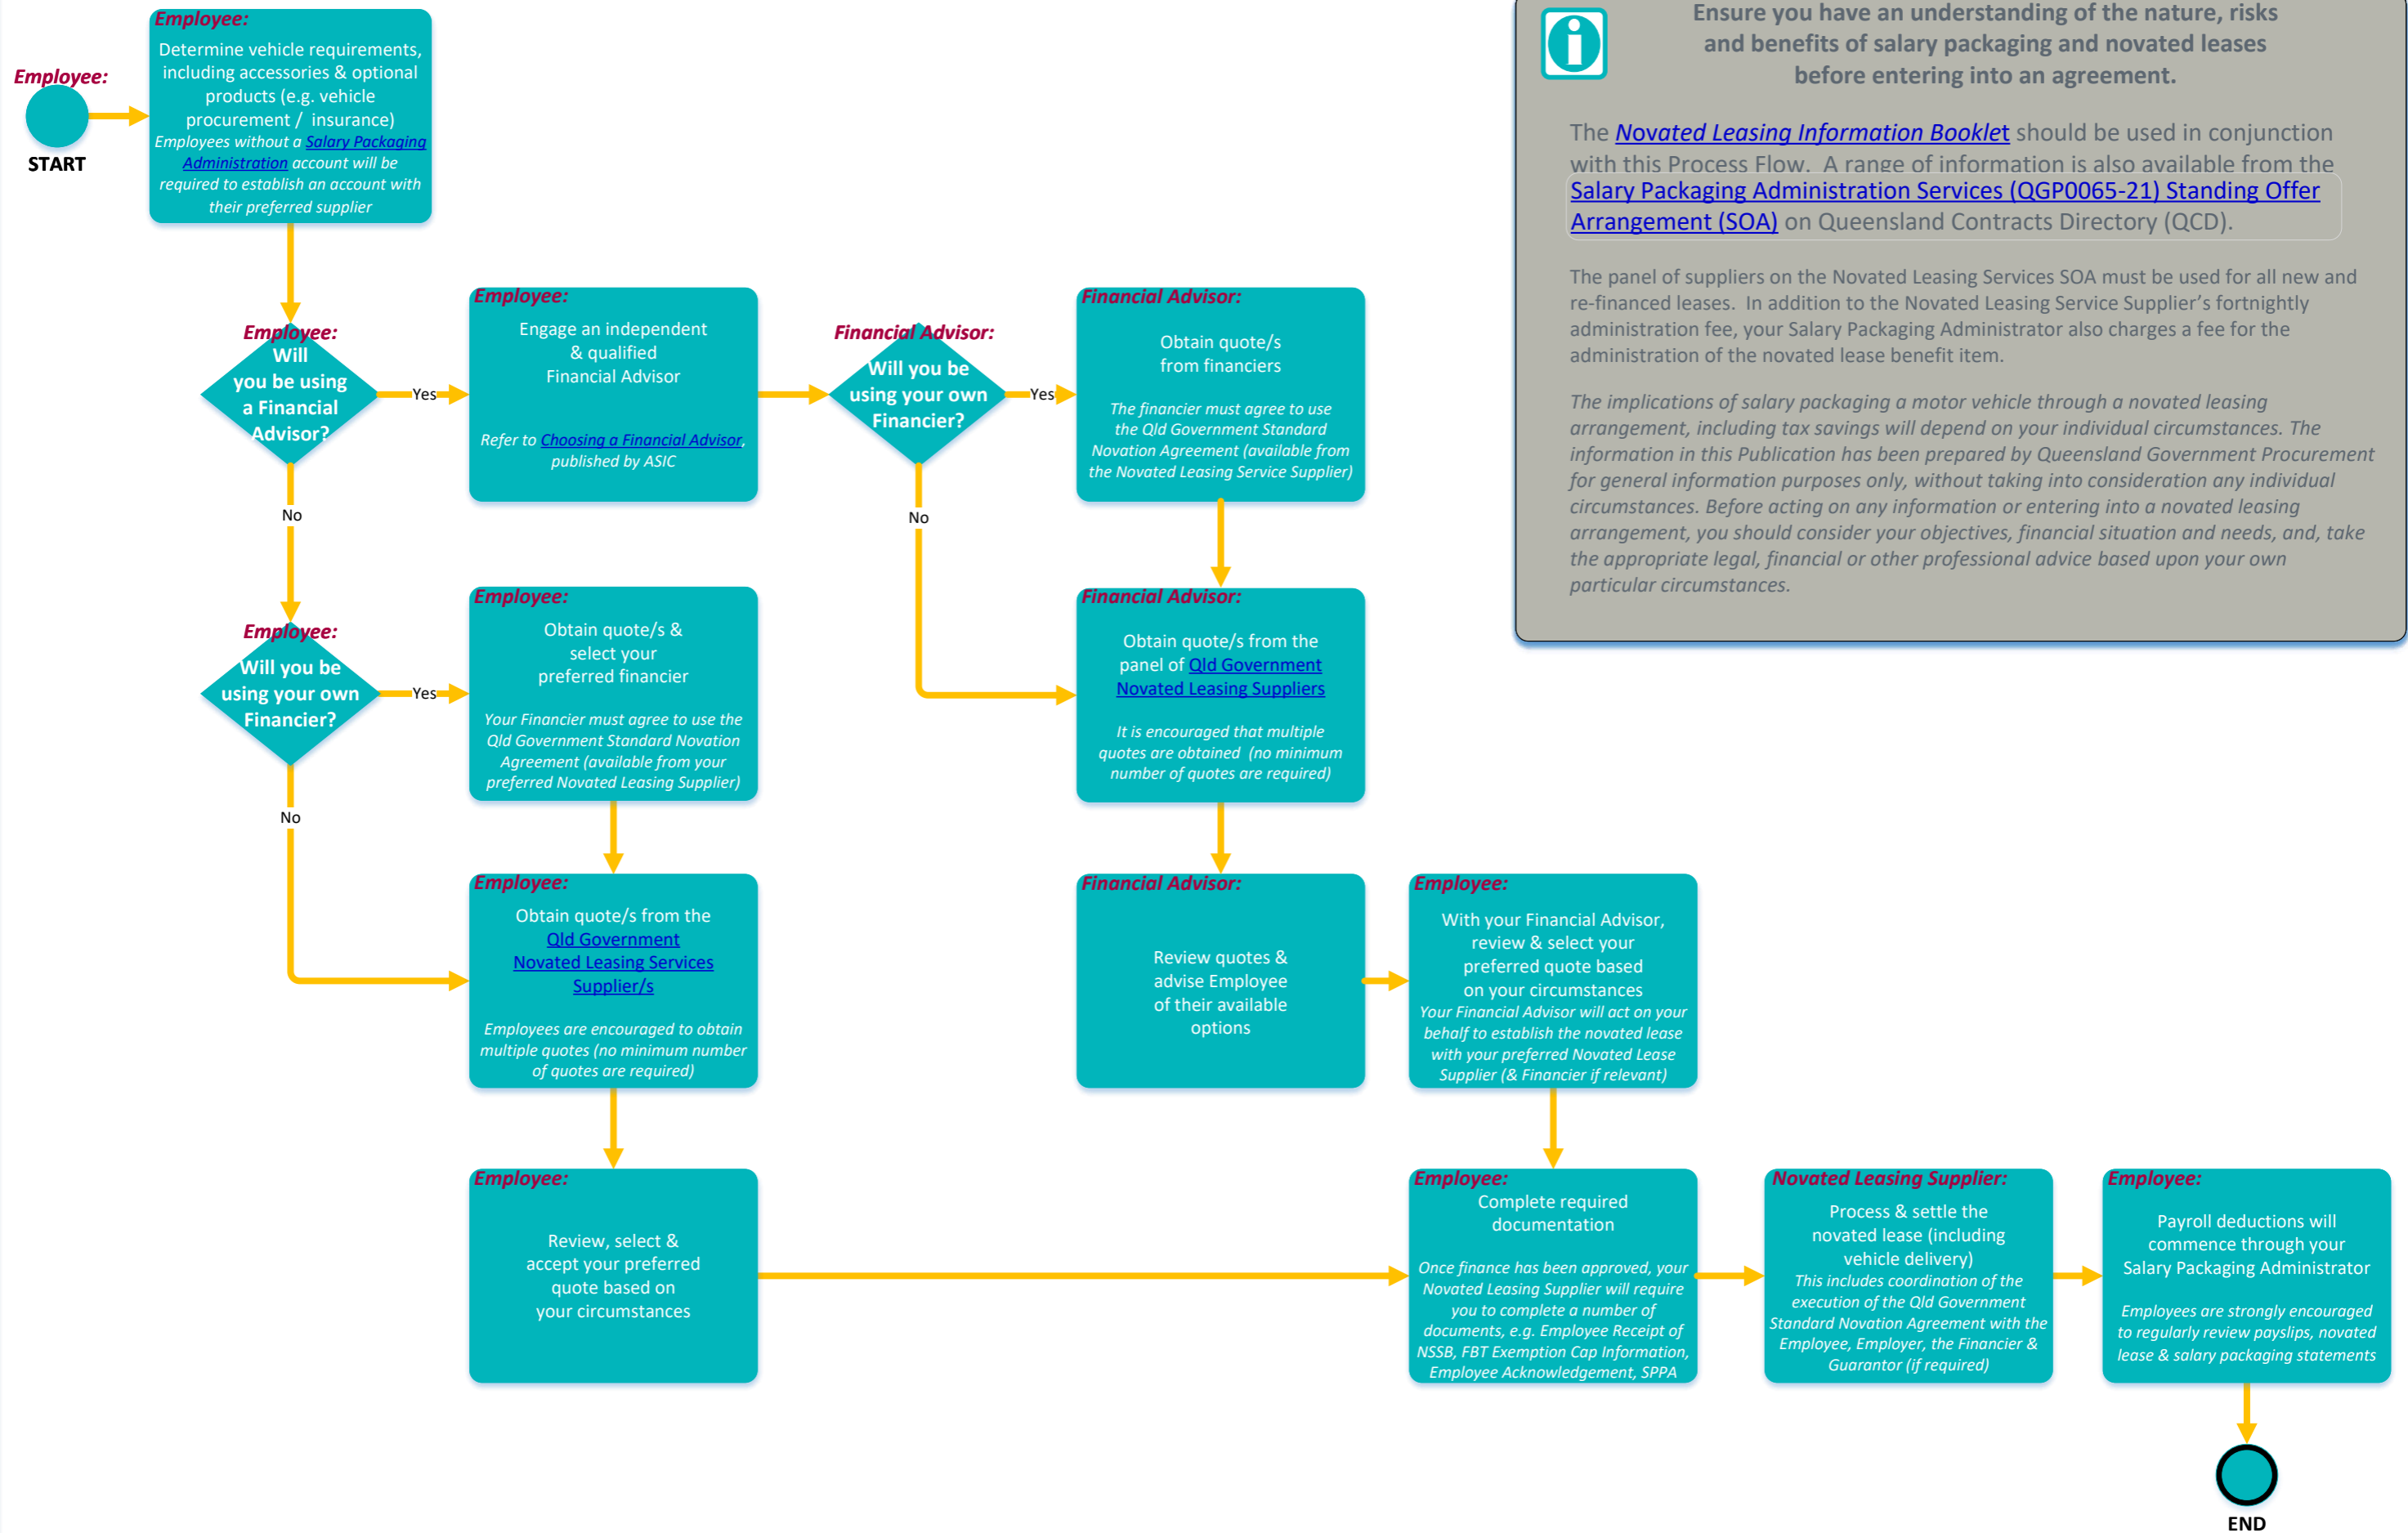 Employee:
START
Employee:
Determine vehicle requirements,
including accessories & optional
products (e.g. vehicle
procurement / insurance)
Employees without a Salary Packaging
Administration account will be
required to establish an account with
their preferred supplier
Ensure you have an understanding of the nature, risks
and benefits of salary packaging and novated leases
before entering into an agreement.
The Novated Leasing Information Booklet should be used in conjunction
with this Process Flow. A range of information is also available from the
Salary Packaging Administration Services (QGP0065-21) Standing Offer
Arrangement (SOA) on Queensland Contracts Directory (QCD).
The panel of suppliers on the Novated Leasing Services SOA must be used for all new and
re-financed leases. In addition to the Novated Leasing Service Supplier's fortnightly
administration fee, your Salary Packaging Administrator also charges a fee for the
administration of the novated lease benefit item.
The implications of salary packaging a motor vehicle through a novated leasing
arrangement, including tax savings will depend on your individual circumstances. The
information in this Publication has been prepared by Queensland Government Procurement
for general information purposes only, without taking into consideration any individual
circumstances. Before acting on any information or entering into a novated leasing
arrangement, you should consider your objectives, financial situation and needs, and, take
the appropriate legal, financial or other professional advice based upon your own
particular circumstances.
Employee:
Will
you be using
a Financial
Advisor?
Yes
No
Employee:
Engage an independent
& qualified
Financial Advisor
Refer to Choosing a Financial Advisor,
published by ASIC
Financial Advisor:
Will you be
using your own
Financier?
Yes
No
Financial Advisor:
Obtain quote/s
from financiers
The financier must agree to use
the Qld Government Standard
Novation Agreement (available from
the Novated Leasing Service Supplier)
Employee:
Will you be
using your own
Financier?
Yes
No
Employee:
Obtain quote/s &
select your
preferred financier
Your Financier must agree to use the
Qld Government Standard Novation
Agreement (available from your
preferred Novated Leasing Supplier)
Financial Advisor:
Obtain quote/s from the
panel of Qld Government
Novated Leasing Suppliers
It is encouraged that multiple
quotes are obtained (no minimum
number of quotes are required)
Employee:
Obtain quote/s from the
Qld Government
Novated Leasing Services
Supplier/s
Employees are encouraged to obtain
multiple quotes (no minimum number
of quotes are required)
Financial Advisor:
Review quotes &
advise Employee
of their available
options
Employee:
With your Financial Advisor,
review & select your
preferred quote based
on your circumstances
Your Financial Advisor will act on your
behalf to establish the novated lease
with your preferred Novated Lease
Supplier (& Financier if relevant)
Employee:
Review, select &
accept your preferred
quote based on
your circumstances
Employee:
Complete required
documentation
Once finance has been approved, your
Novated Leasing Supplier will require
you to complete a number of
documents, e.g. Employee Receipt of
NSSB, FBT Exemption Cap Information,
Employee Acknowledgement, SPPA
Novated Leasing Supplier:
Process & settle the
novated lease (including
vehicle delivery)
This includes coordination of the
execution of the Qld Government
Standard Novation Agreement with the
Employee, Employer, the Financier &
Guarantor (if required)
Employee:
Payroll deductions will
commence through your
Salary Packaging Administrator
Employees are strongly encouraged
to regularly review payslips, novated
lease & salary packaging statements
END